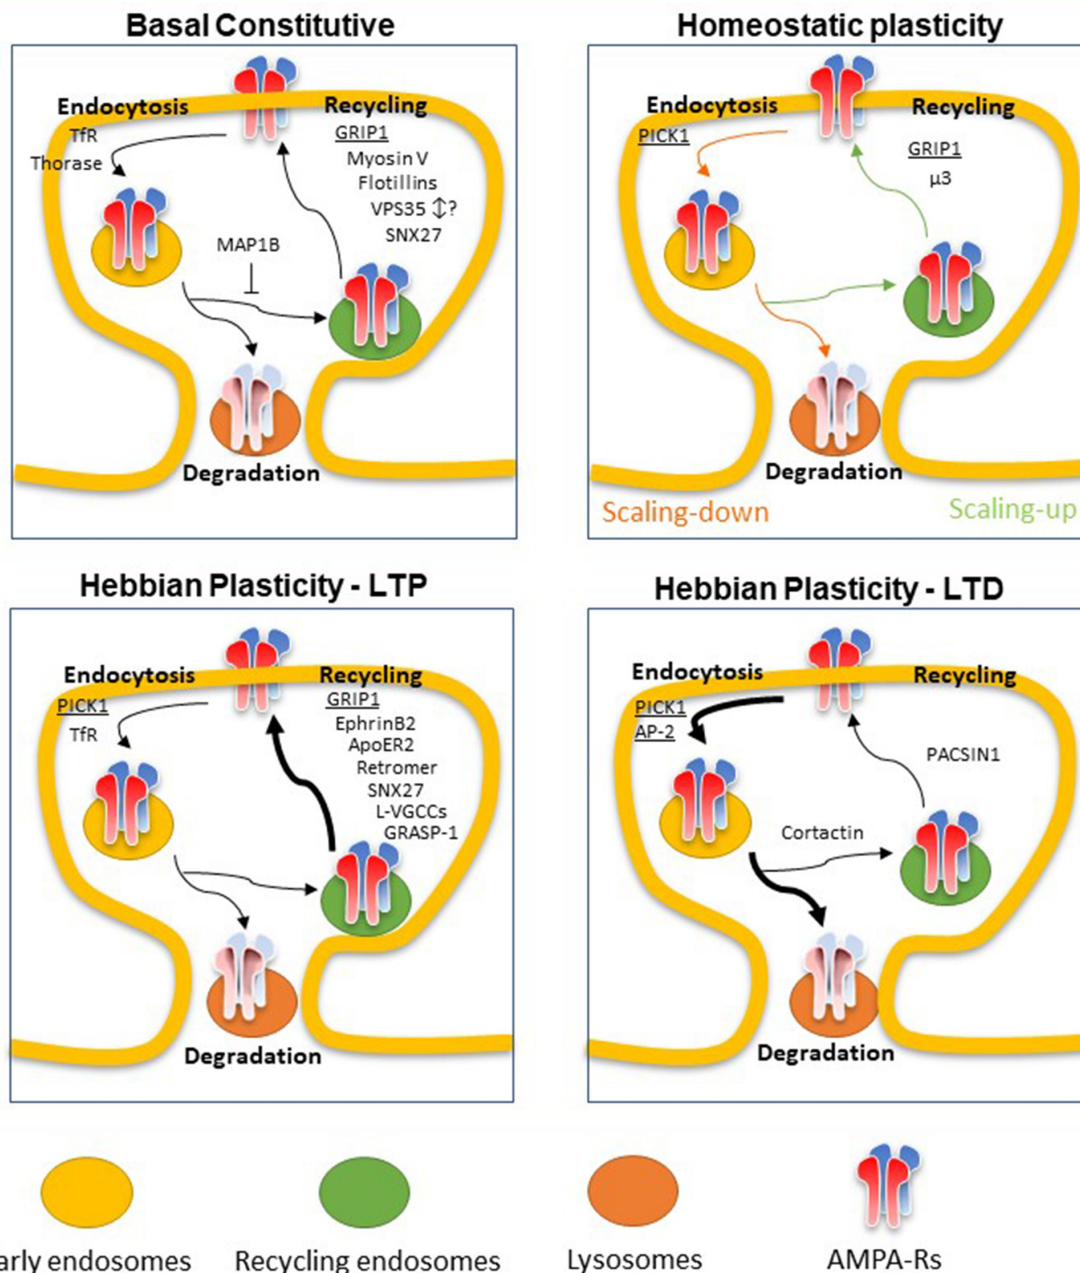 Basal Constitutive
Endocytosis
Recycling
TfR
Thorase
GRIP1
Myosin V
Flotillins
VPS35 ↕?
SNX27
MAP1B
Degradation
Homeostatic plasticity
Endocytosis
Recycling
PICK1
GRIP1
µ3
Degradation
Scaling-down
Scaling-up
Hebbian Plasticity - LTP
Endocytosis
Recycling
PICK1
TfR
GRIP1
EphrinB2
ApoER2
Retromer
SNX27
L-VGCCs
GRASP-1
Degradation
Hebbian Plasticity - LTD
Endocytosis
Recycling
PICK1
AP-2
PACSIN1
Cortactin
Degradation
arly endosomes
Recycling endosomes
Lysosomes
AMPA-Rs